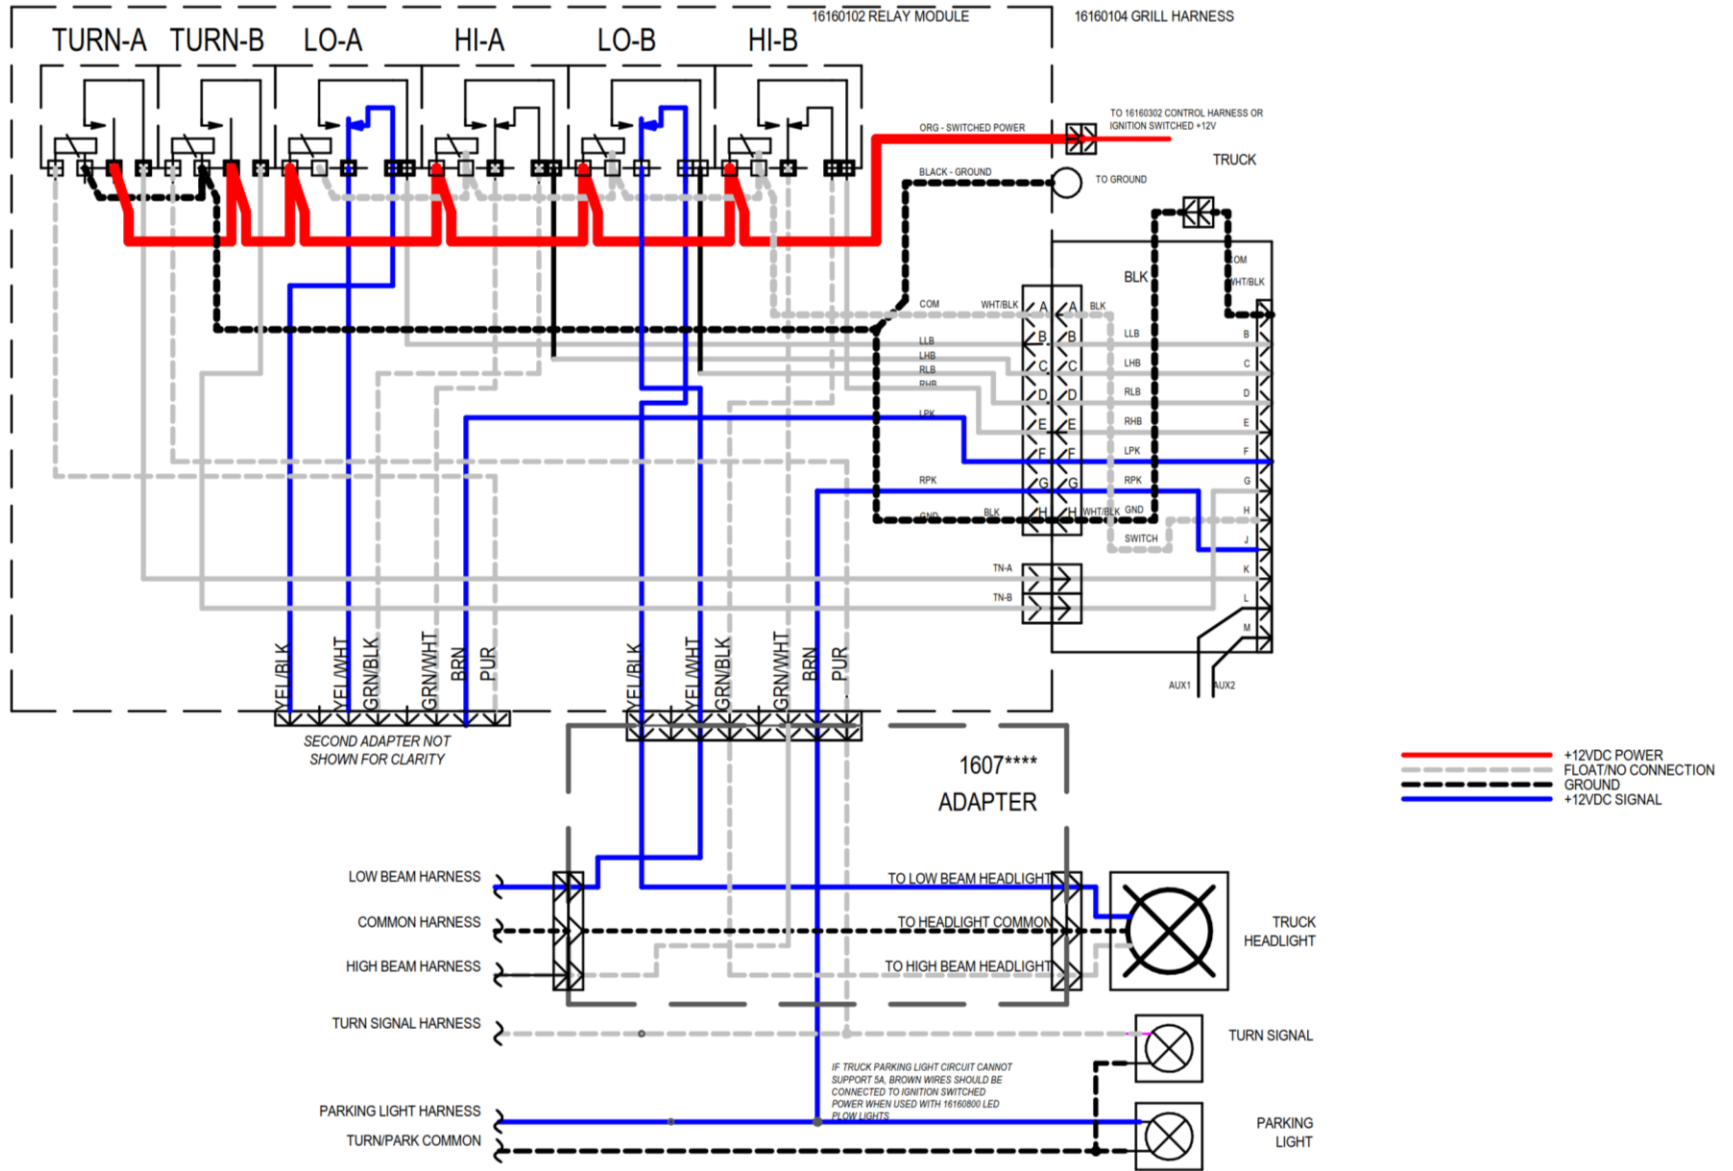 16160102 RELAY MODULE
16160104 GRILL HARNESS
TURN-A
TURN-B
LO-A
HI-A
LO-B
HI-B
ORG - SWITCHED POWER
TO 16160302 CONTROL HARNESS OR
IGNITION SWITCHED +12V
TRUCK
BLACK - GROUND
TO GROUND
COM
WHT/BLK
BLK
COM
WHT/BLK
BLK
A
A
B
B
C
C
D
D
E
E
F
F
G
G
H
H
LLB
LHB
RLB
RHB
LPK
RPK
GND
BLK
WHT/BLK
GND
LLB
LHB
RLB
RHB
LPK
RPK
SWITCH
B
C
D
E
F
G
H
J
K
L
M
TN-A
TN-B
AUX1
AUX2
YEL/BLK
YEL/WHT
GRN/BLK
GRN/WHT
BRN
PUR
YEL/BLK
YEL/WHT
GRN/BLK
GRN/WHT
BRN
PUR
SECOND ADAPTER NOT
SHOWN FOR CLARITY
1607****
ADAPTER
+12VDC POWER
FLOAT/NO CONNECTION
GROUND
+12VDC SIGNAL
LOW BEAM HARNESS
TO LOW BEAM HEADLIGHT
COMMON HARNESS
TO HEADLIGHT COMMON
HIGH BEAM HARNESS
TO HIGH BEAM HEADLIGHT
TRUCK
HEADLIGHT
TURN SIGNAL HARNESS
TURN SIGNAL
IF TRUCK PARKING LIGHT CIRCUIT CANNOT
SUPPORT 5A, BROWN WIRES SHOULD BE
CONNECTED TO IGNITION SWITCHED
POWER WHEN USED WITH 16160800 LED
PLOW LIGHTS
PARKING LIGHT HARNESS
TURN/PARK COMMON
PARKING
LIGHT